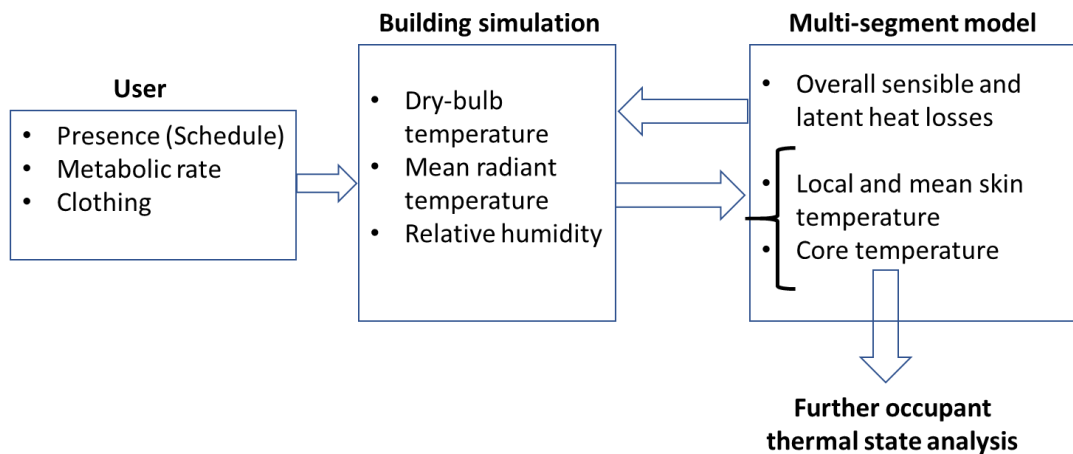 User
• Presence (Schedule)
• Metabolic rate
• Clothing
Building simulation
• Dry-bulb
temperature
• Mean radiant
temperature
• Relative humidity
Multi-segment model
• Overall sensible and
latent heat losses
• Local and mean skin
temperature
• Core temperature
Further occupant
thermal state analysis